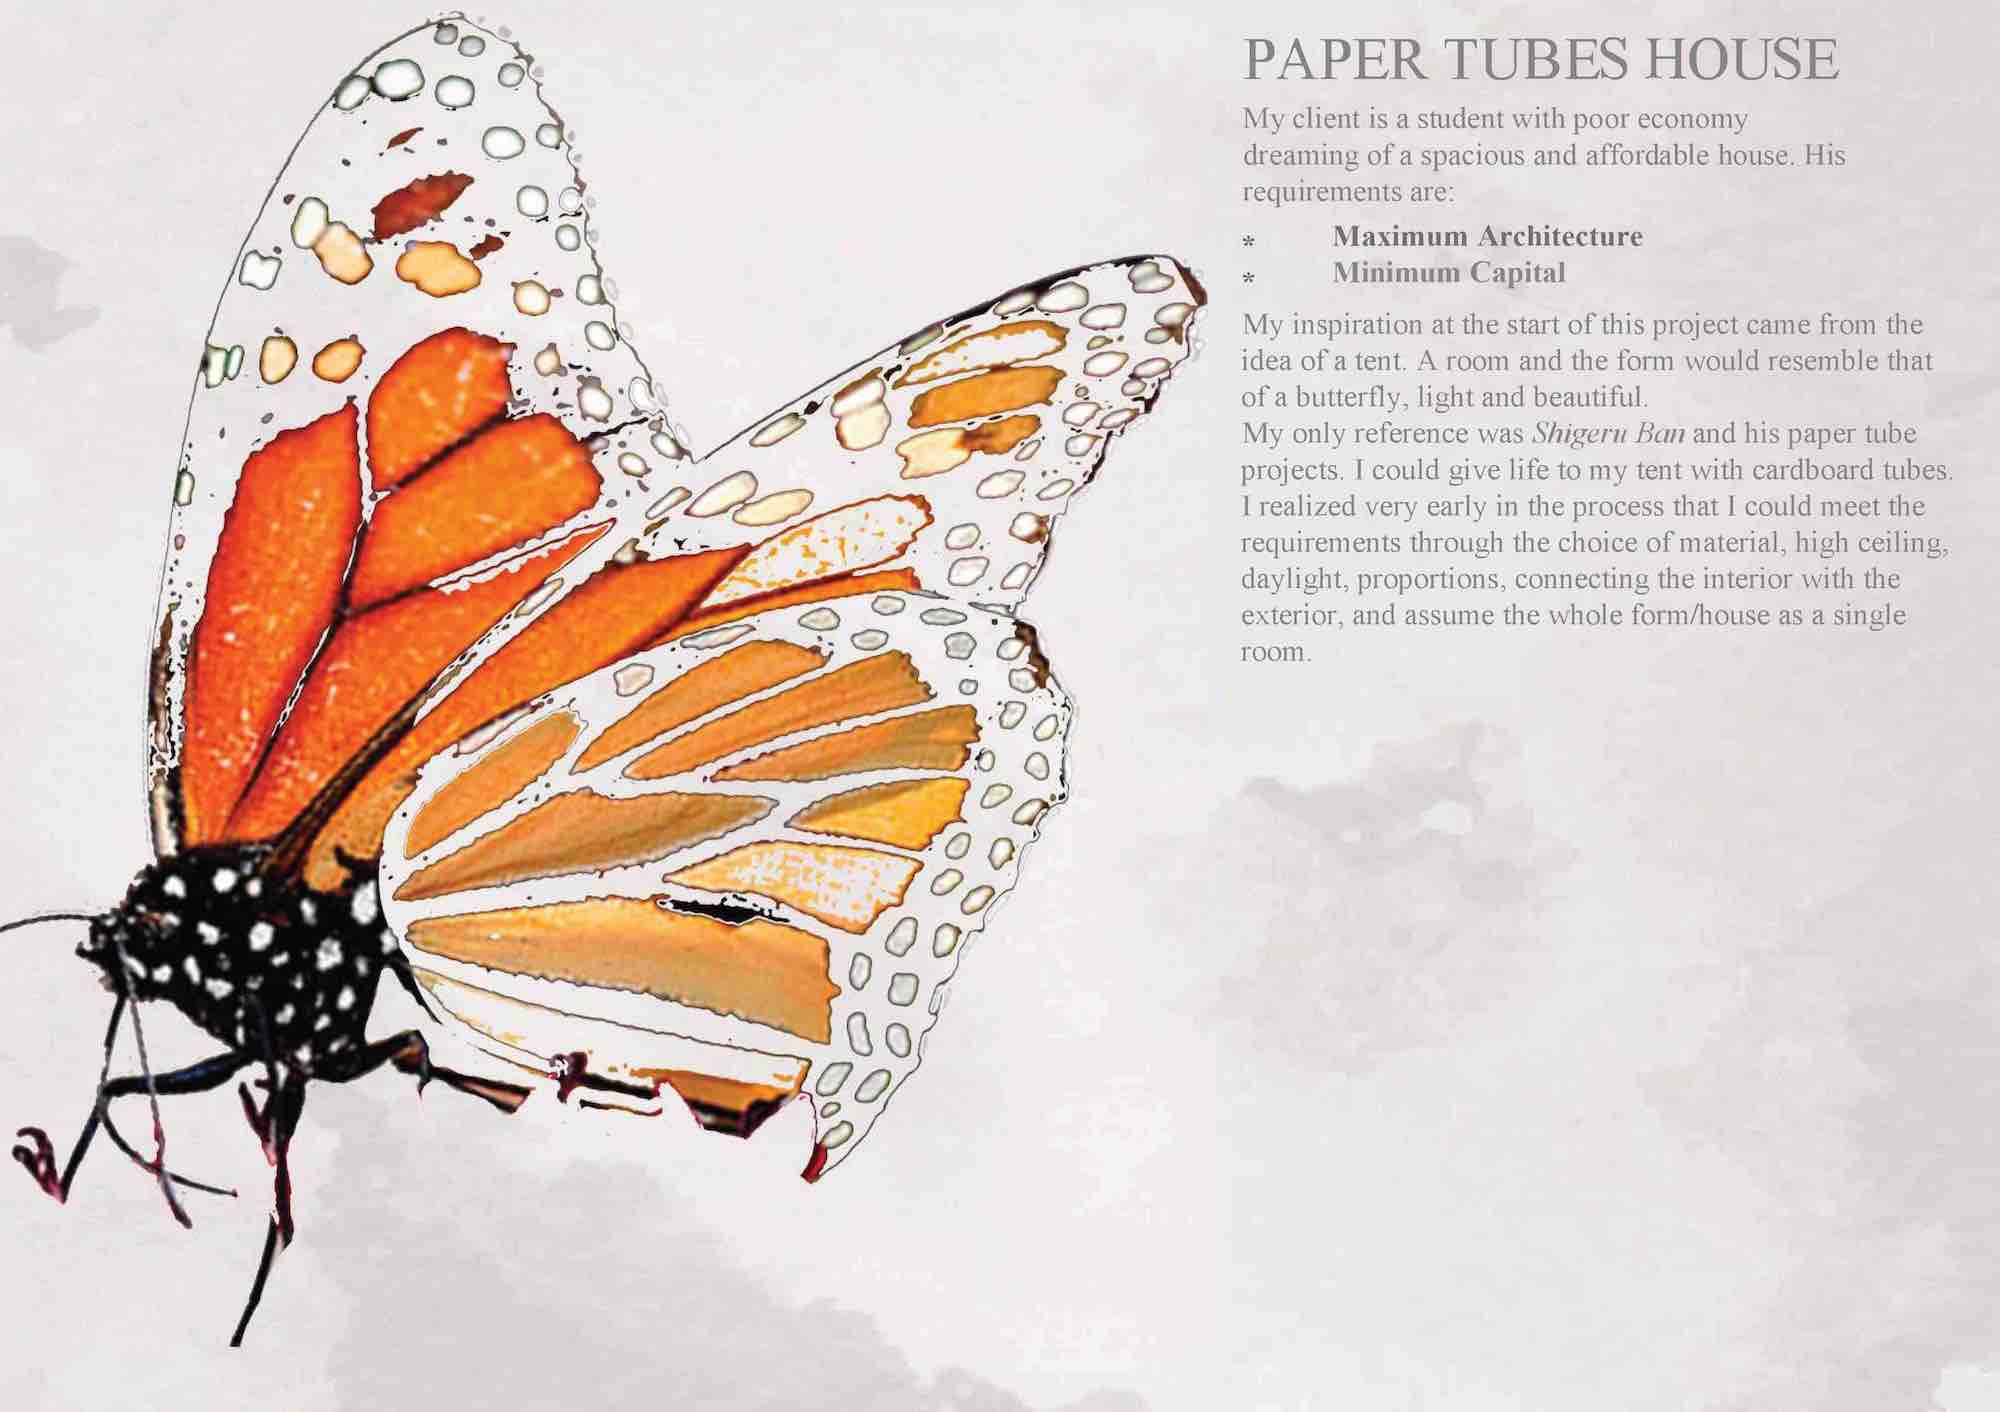 PAPER TUBES HOUSE
My client is a student with poor economy
dreaming of a spacious and affordable house. His
requirements are:
* Maximum Architecture
* Minimum Capital
My inspiration at the start of this project came from the
idea of a tent. A room and the form would resemble that
of a butterfly, light and beautiful.
My only reference was Shigeru Ban and his paper tube
projects. I could give life to my tent with cardboard tubes.
I realized very early in the process that I could meet the
requirements through the choice of material, high ceiling,
daylight, proportions, connecting the interior with the
exterior, and assume the whole form/house as a single
room.